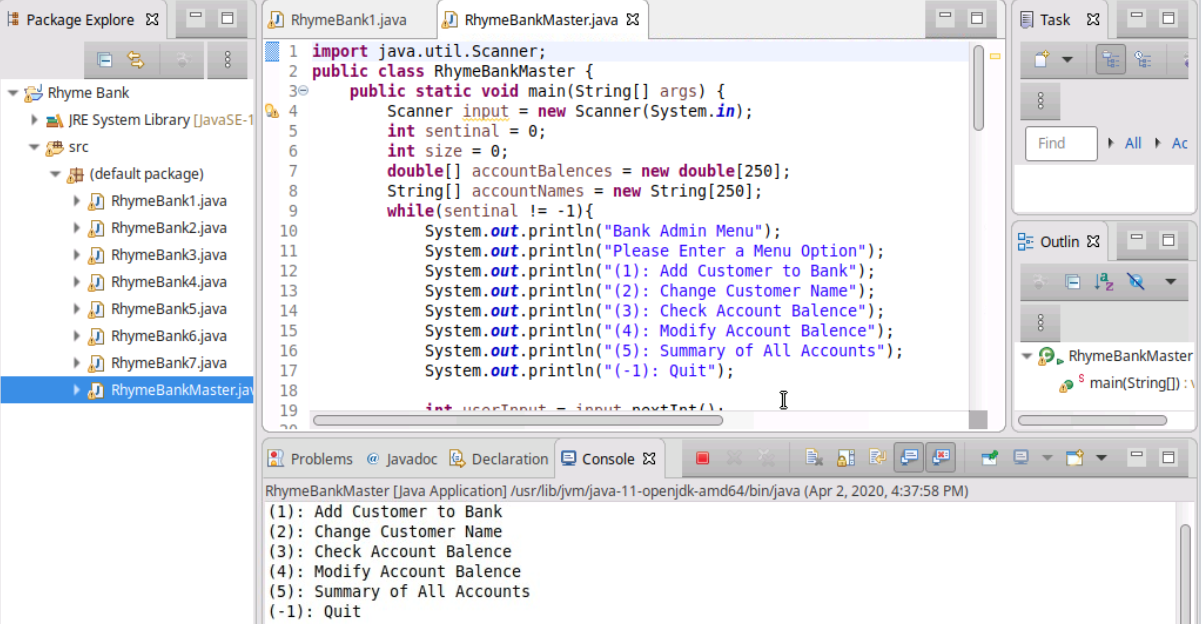 Package Explore
RhymeBank1.java
RhymeBankMaster.java
Task
Rhyme Bank
JRE System Library [JavaSE-1
src
(default package)
RhymeBank1.java
RhymeBank2.java
RhymeBank3.java
RhymeBank4.java
RhymeBank5.java
RhymeBank6.java
RhymeBank7.java
RhymeBankMaster.jav
1 import java.util.Scanner;
2 public class RhymeBankMaster {
3 public static void main(String[] args) {
4 Scanner input = new Scanner(System.in);
5 int sentinal = 0;
6 int size = 0;
7 double[] accountBalences = new double[250];
8 String[] accountNames = new String[250];
9 while(sentinal != -1){
10 System.out.println("Bank Admin Menu");
11 System.out.println("Please Enter a Menu Option");
12 System.out.println("(1): Add Customer to Bank");
13 System.out.println("(2): Change Customer Name");
14 System.out.println("(3): Check Account Balence");
15 System.out.println("(4): Modify Account Balence");
16 System.out.println("(5): Summary of All Accounts");
17 System.out.println("(-1): Quit");
18
19 int userInput = input.nextInt();
20
Find
All
Ac
Outlin
RhymeBankMaster
main(String[]) : v
Problems @ Javadoc Declaration Console
RhymeBankMaster [Java Application] /usr/lib/jvm/java-11-openjdk-amd64/bin/java (Apr 2, 2020, 4:37:58 PM)
(1): Add Customer to Bank
(2): Change Customer Name
(3): Check Account Balence
(4): Modify Account Balence
(5): Summary of All Accounts
(-1): Quit